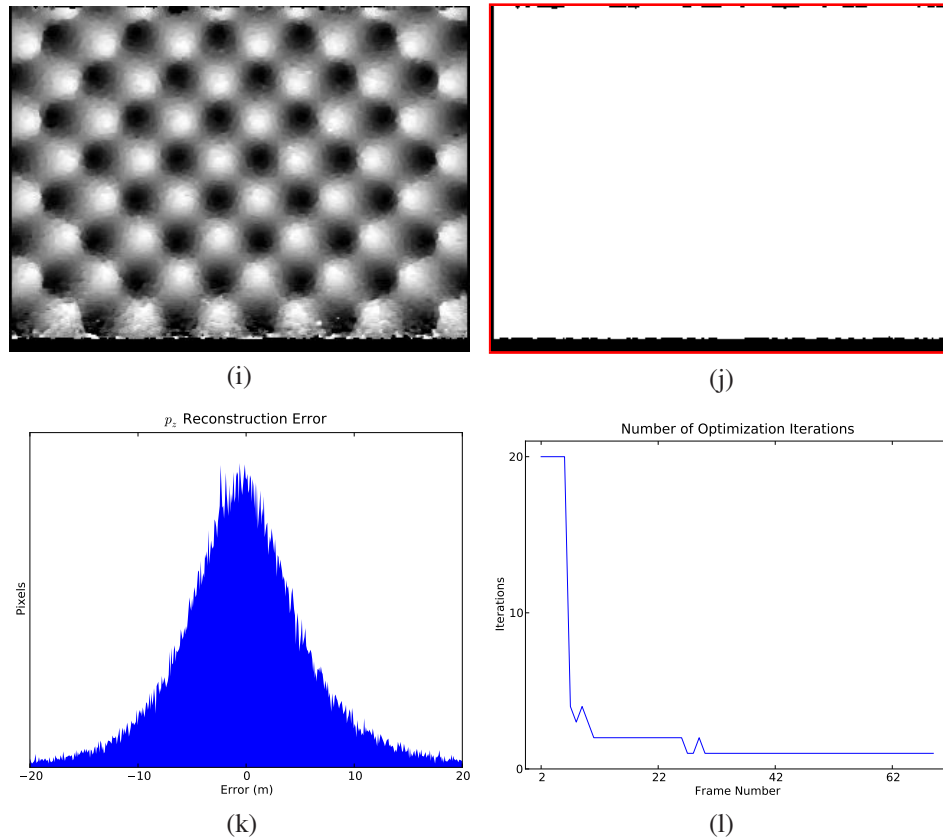 (i)
(j)
p_z Reconstruction Error
Pixels
−20
−10
0
10
20
Error (m)
(k)
Number of Optimization Iterations
Iterations
20
10
0
2
22
42
62
Frame Number
(l)